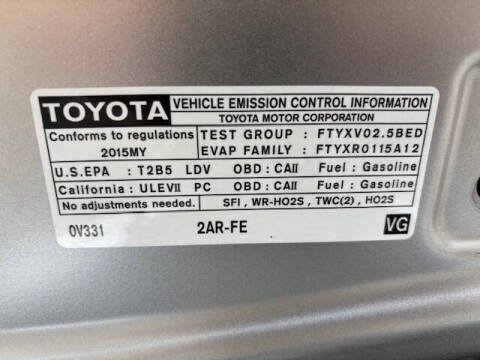 TOYOTA VEHICLE EMISSION CONTROL INFORMATION
TOYOTA MOTOR CORPORATION
Conforms to regulations
2015MY
TEST GROUP : FTYXV02.5BED
EVAP FAMILY : FTYXR0115A12
U.S.EPA : T2B5 LDV OBD : CAII Fuel : Gasoline
California : ULEVII PC OBD : CAII Fuel : Gasoline
No adjustments needed. SFI , WR-HO2S , TWC(2) , HO2S
0V331 2AR-FE VG